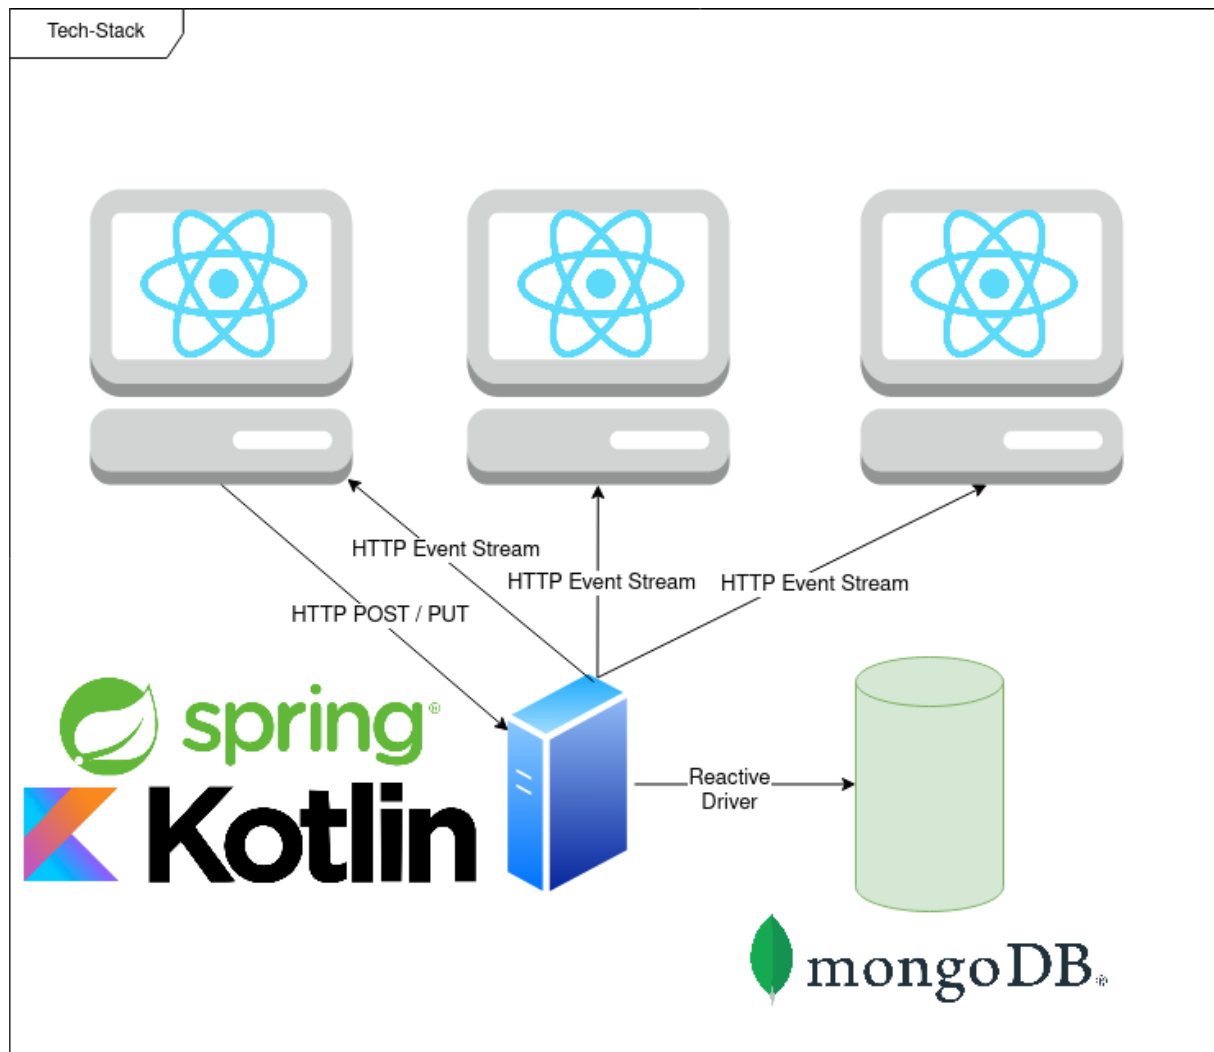 Tech-Stack
HTTP Event Stream
HTTP Event Stream
HTTP Event Stream
HTTP POST / PUT
spring®
Kotlin
Reactive
Driver
mongoDB®